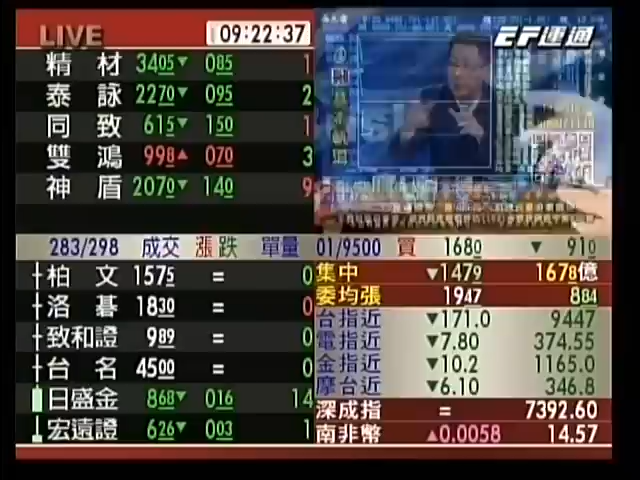 LIVE 09:22:37
EF運通
精材 3405▼ 085 1
泰詠 2270▼ 095 2
同致 615▼ 150 1
雙鴻 998▲ 070 3
神盾 2070▼ 140 9
283/298 成交 漲跌 單量
01/9500 買 1680 ▼ 910
柏文 1575 = 0
洛碁 1830 = 0
致和證 989 = 0
台名 4500 = 0
日盛金 868▼ 016 14
宏遠證 626▼ 003 1
集中 ▼1479 1678億
委均張 1947 884
台指近 ▼171.0 9447
電指近 ▼7.80 374.55
金指近 ▼10.2 1165.0
摩台近 ▼6.10 346.8
深成指 = 7392.60
南非幣 ▲0.0058 14.57